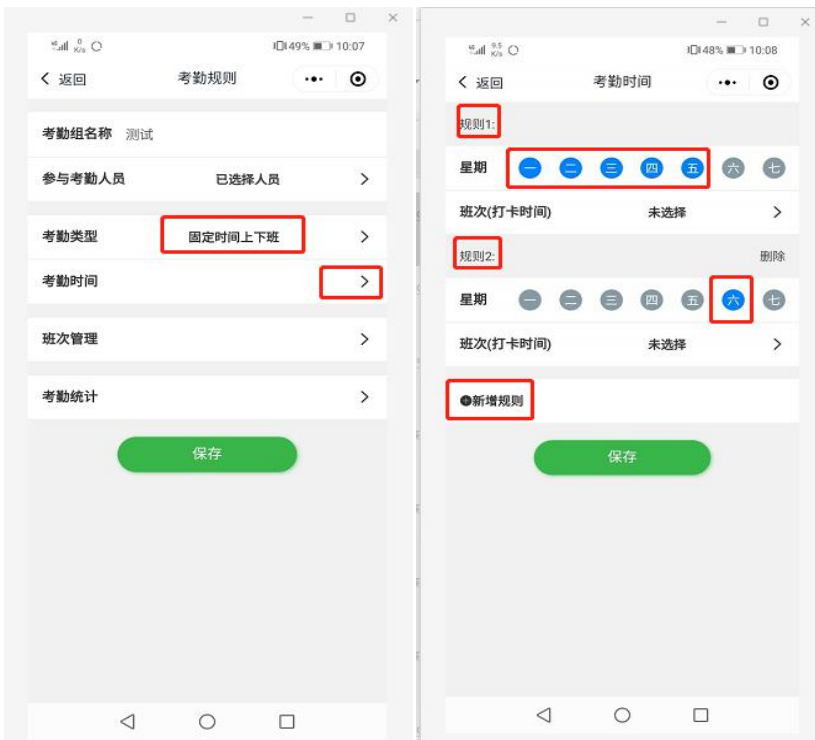 0
K/s
49%
10:07
返回
考勤规则
考勤组名称 测试
参与考勤人员 已选择人员
考勤类型 固定时间上下班
考勤时间
班次管理
考勤统计
保存
9.5
K/s
48%
10:08
返回
考勤时间
规则1:
星期 一 二 三 四 五 六 七
班次(打卡时间) 未选择
规则2: 删除
星期 一 二 三 四 五 六 七
班次(打卡时间) 未选择
新增规则
保存